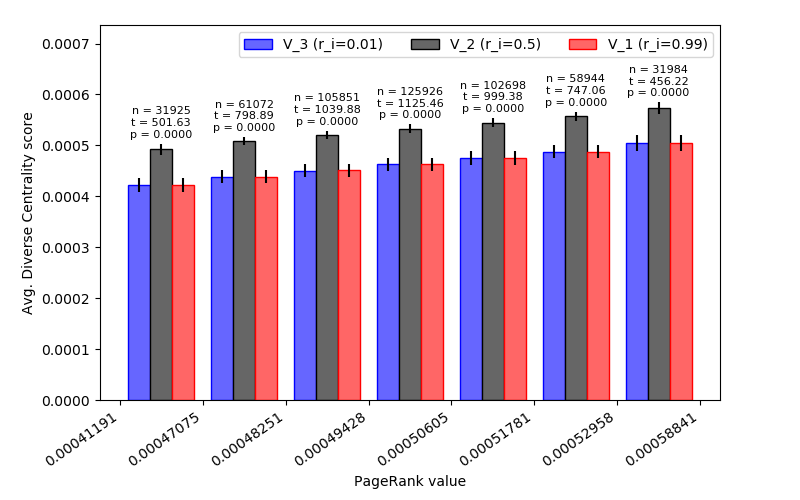 V_3 (r_i=0.01)
V_2 (r_i=0.5)
V_1 (r_i=0.99)
Avg. Diverse Centrality score
0.0007
0.0006
0.0005
0.0004
0.0003
0.0002
0.0001
0.0000
n = 31925
t = 501.63
p = 0.0000
n = 61072
t = 798.89
p = 0.0000
n = 105851
t = 1039.88
p = 0.0000
n = 125926
t = 1125.46
p = 0.0000
n = 102698
t = 999.38
p = 0.0000
n = 58944
t = 747.06
p = 0.0000
n = 31984
t = 456.22
p = 0.0000
0.00041191
0.00047075
0.00048251
0.00049428
0.00050605
0.00051781
0.00052958
0.00058841
PageRank value